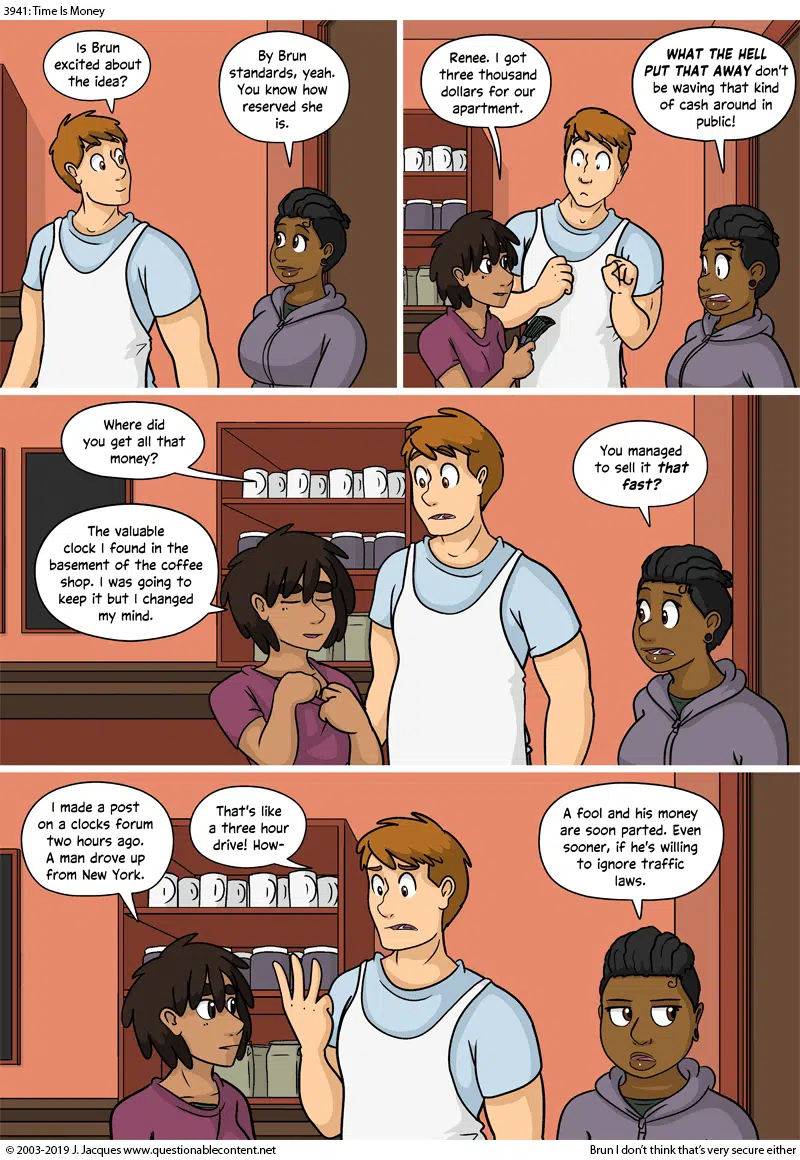 3941: Time Is Money
Is Brun
excited about
the idea?
By Brun
standards, yeah.
You know how
reserved she
is.
Renee. I got
three thousand
dollars for our
apartment.
WHAT THE HELL
PUT THAT AWAY don't
be waving that kind
of cash around in
public!
Where did
you get all that
money?
The valuable
clock I found in the
basement of the coffee
shop. I was going to
keep it but I changed
my mind.
You managed
to sell it that
fast?
I made a post
on a clocks forum
two hours ago.
A man drove up
from New York.
That's like
a three hour
drive! How-
A fool and his money
are soon parted. Even
sooner, if he's willing
to ignore traffic
laws.
© 2003-2019 J. Jacques www.questionablecontent.net
Brun I don't think that's very secure either